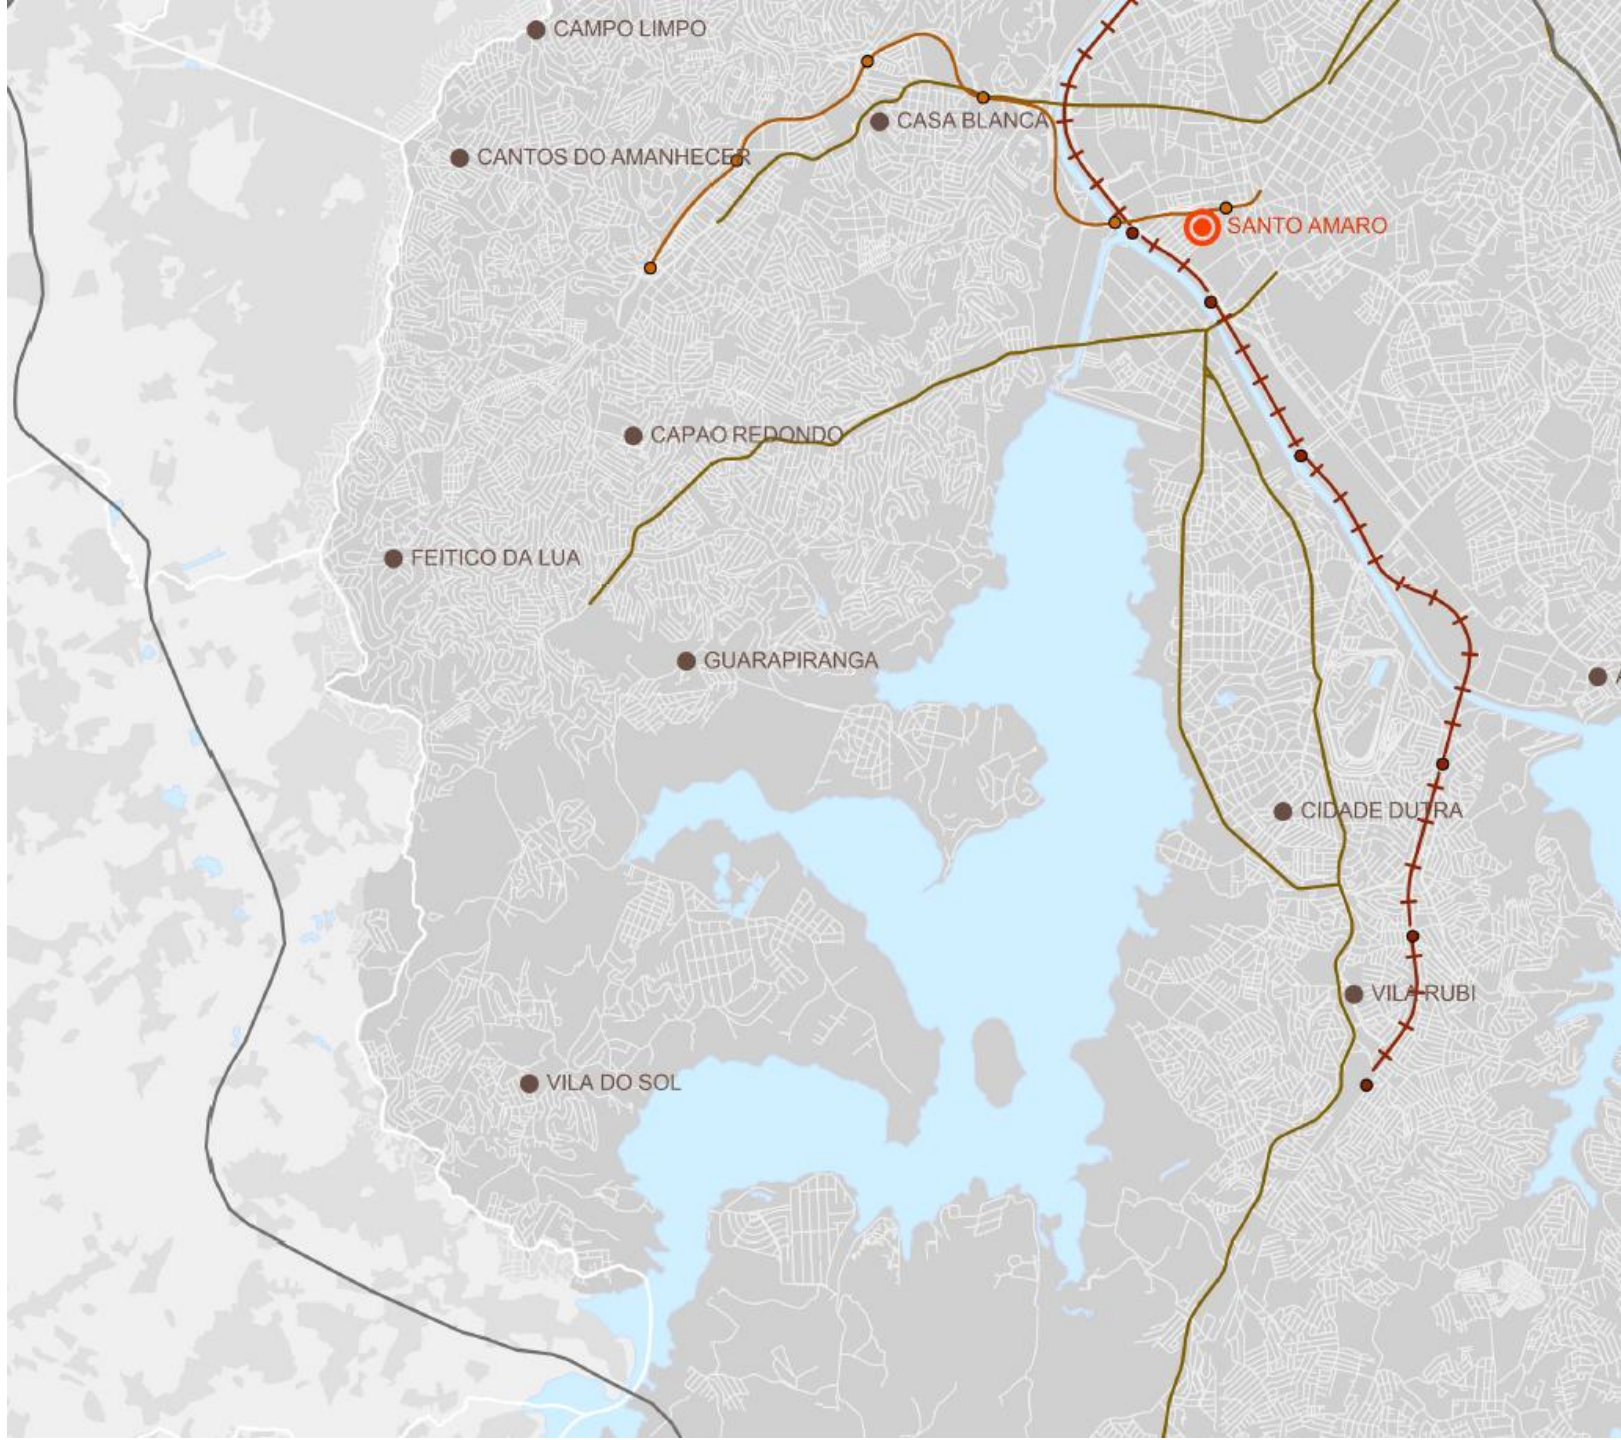 CAMPO LIMPO
CASA BLANCA
CANTOS DO AMANHECER
SANTO AMARO
CAPAO REDONDO
FEITICO DA LUA
GUARAPIRANGA
CIDADE DUTRA
VILA RUBI
VILA DO SOL